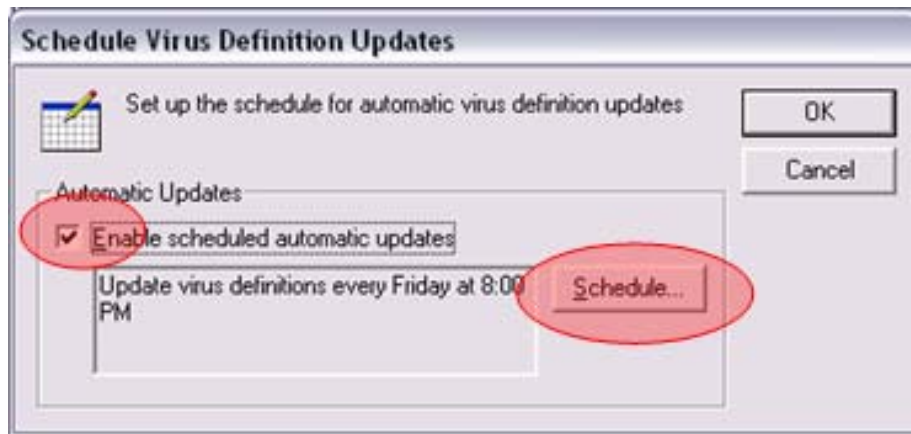 Schedule Virus Definition Updates
Set up the schedule for automatic virus definition updates
OK
Cancel
Automatic Updates
Enable scheduled automatic updates
Update virus definitions every Friday at 8:00
PM
Schedule...